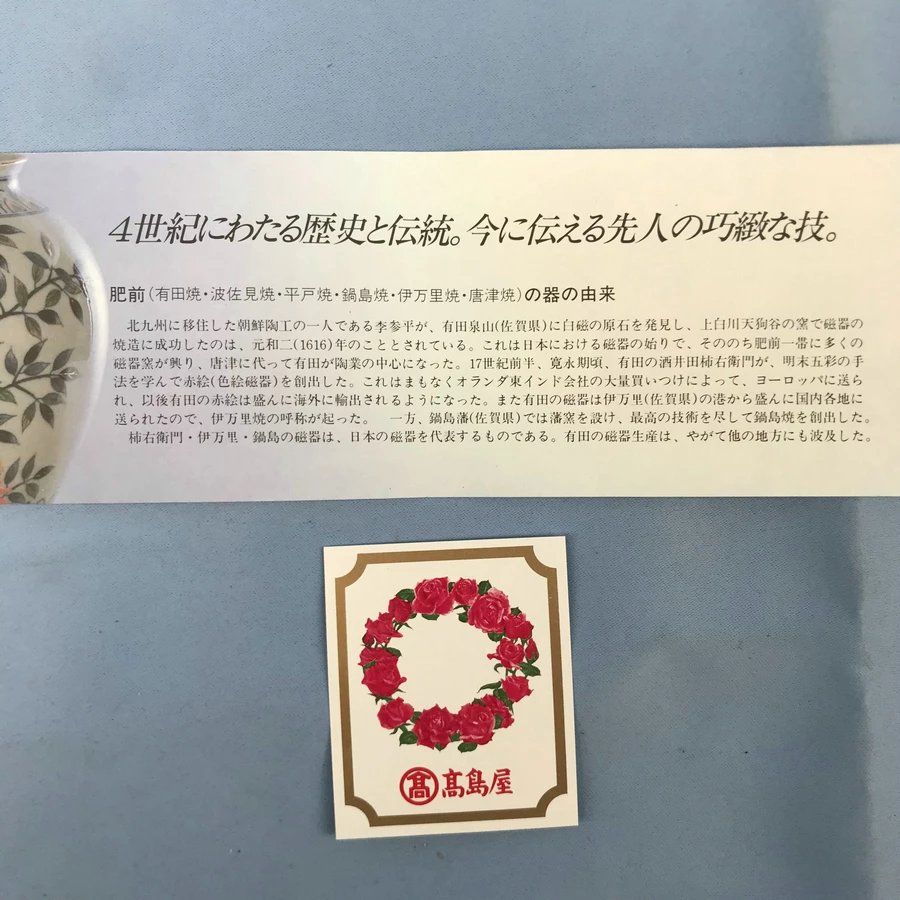 4世紀にわたる歴史と伝統。今に伝える先人の巧緻な技。
肥前(有田焼・波佐見焼・平戸焼・鍋島焼・伊万里焼・唐津焼)の器の由来
北九州に移住した朝鮮陶工の一人である李参平が、有田泉山(佐賀県)に白磁の原石を発見し、上白川天狗谷の窯で磁器の
焼造に成功したのは、元和二(1616)年のこととされている。これは日本における磁器の始りで、そののち肥前一帯に多くの
磁器窯が興り、唐津に代って有田が陶業の中心になった。17世紀前半、寛永期頃、有田の酒井田柿右衛門が、明末五彩の手
法を学んで赤絵(色絵磁器)を創出した。これはまもなくオランダ東インド会社の大量買いつけによって、ヨーロッパに送ら
れ、以後有田の赤絵は盛んに海外に輸出されるようになった。また有田の磁器は伊万里(佐賀県)の港から盛んに国内各地に
送られたので、伊万里焼の呼称が起った。 一方、鍋島藩(佐賀県)では藩窯を設け、最高の技術を尽して鍋島焼を創出した。
柿右衛門・伊万里・鍋島の磁器は、日本の磁器を代表するものである。有田の磁器生産は、やがて他の地方にも波及した。
髙 髙島屋